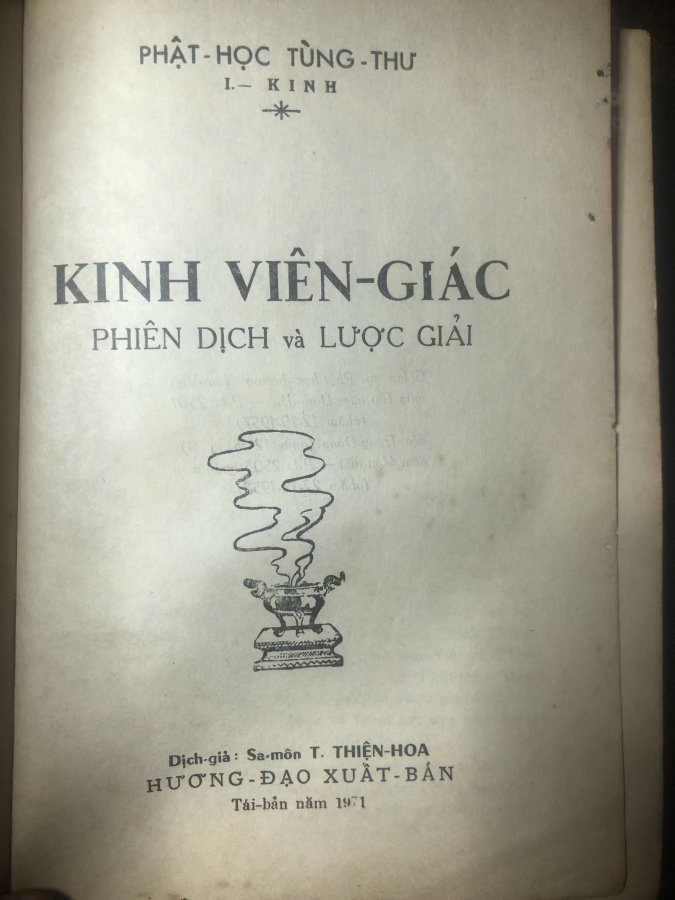 PHẬT-HỌC TÙNG-THƯ
I.— KINH
KINH VIÊN-GIÁC
PHIÊN DỊCH và LƯỢC GIẢI
Dịch-giả: Sa-môn T. THIỆN-HOA
HƯƠNG-ĐẠO XUẤT-BẢN
Tái-bản năm 1971